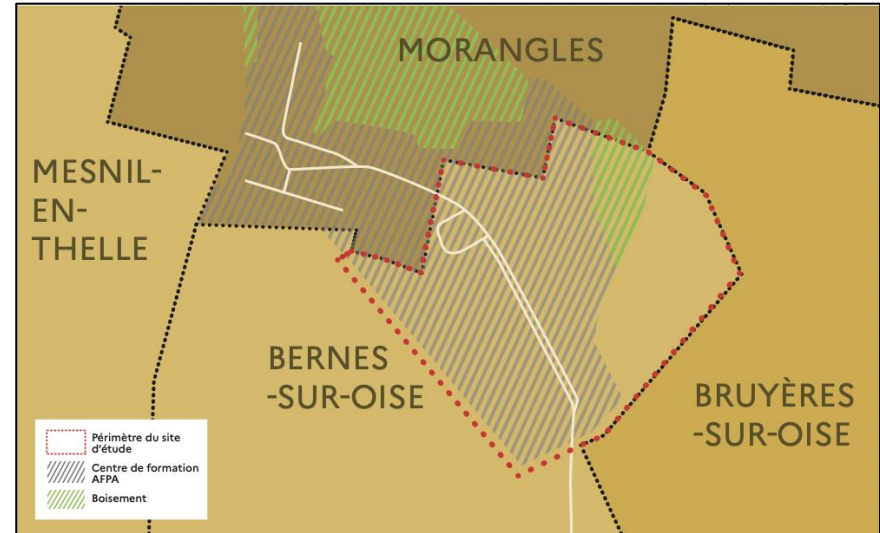 MORANGLES
MESNIL-
EN-
THELLE
BERNES
-SUR-OISE
BRUYÈRES
-SUR-OISE
Périmètre du site
d'étude
Centre de formation
AFPA
Boisement